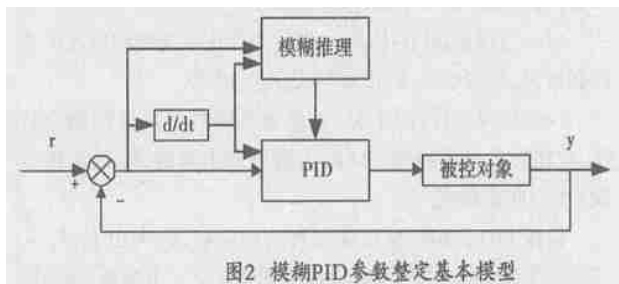 模糊推理
d/dt
r
y
PID
被控对象
+
-
图2 模糊PID参数整定基本模型